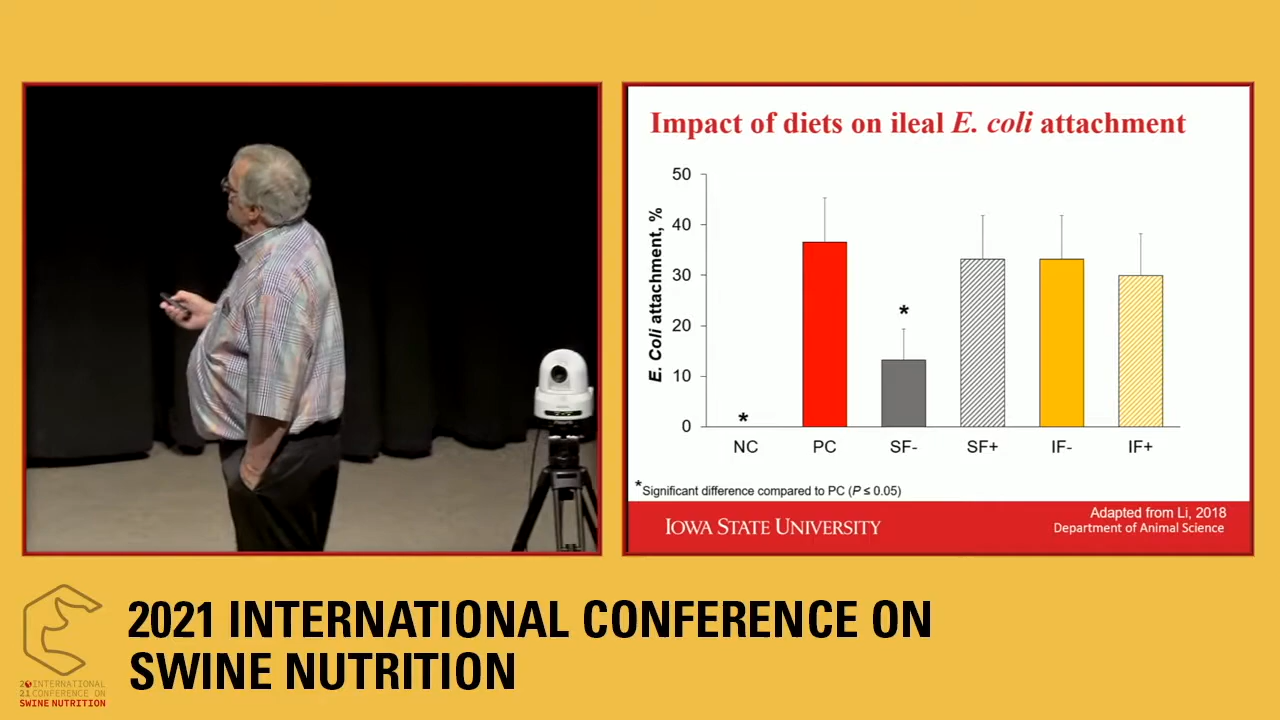 Impact of diets on ileal E. coli attachment
50
40
30
20
10
0
E. Coli attachment, %
*
*
NC
PC
SF-
SF+
IF-
IF+
*Significant difference compared to PC (P ≤ 0.05)
IOWA STATE UNIVERSITY
Adapted from Li, 2018
Department of Animal Science
2021 INTERNATIONAL CONFERENCE ON
SWINE NUTRITION
20 INTERNATIONAL
21 CONFERENCE ON
SWINE NUTRITION